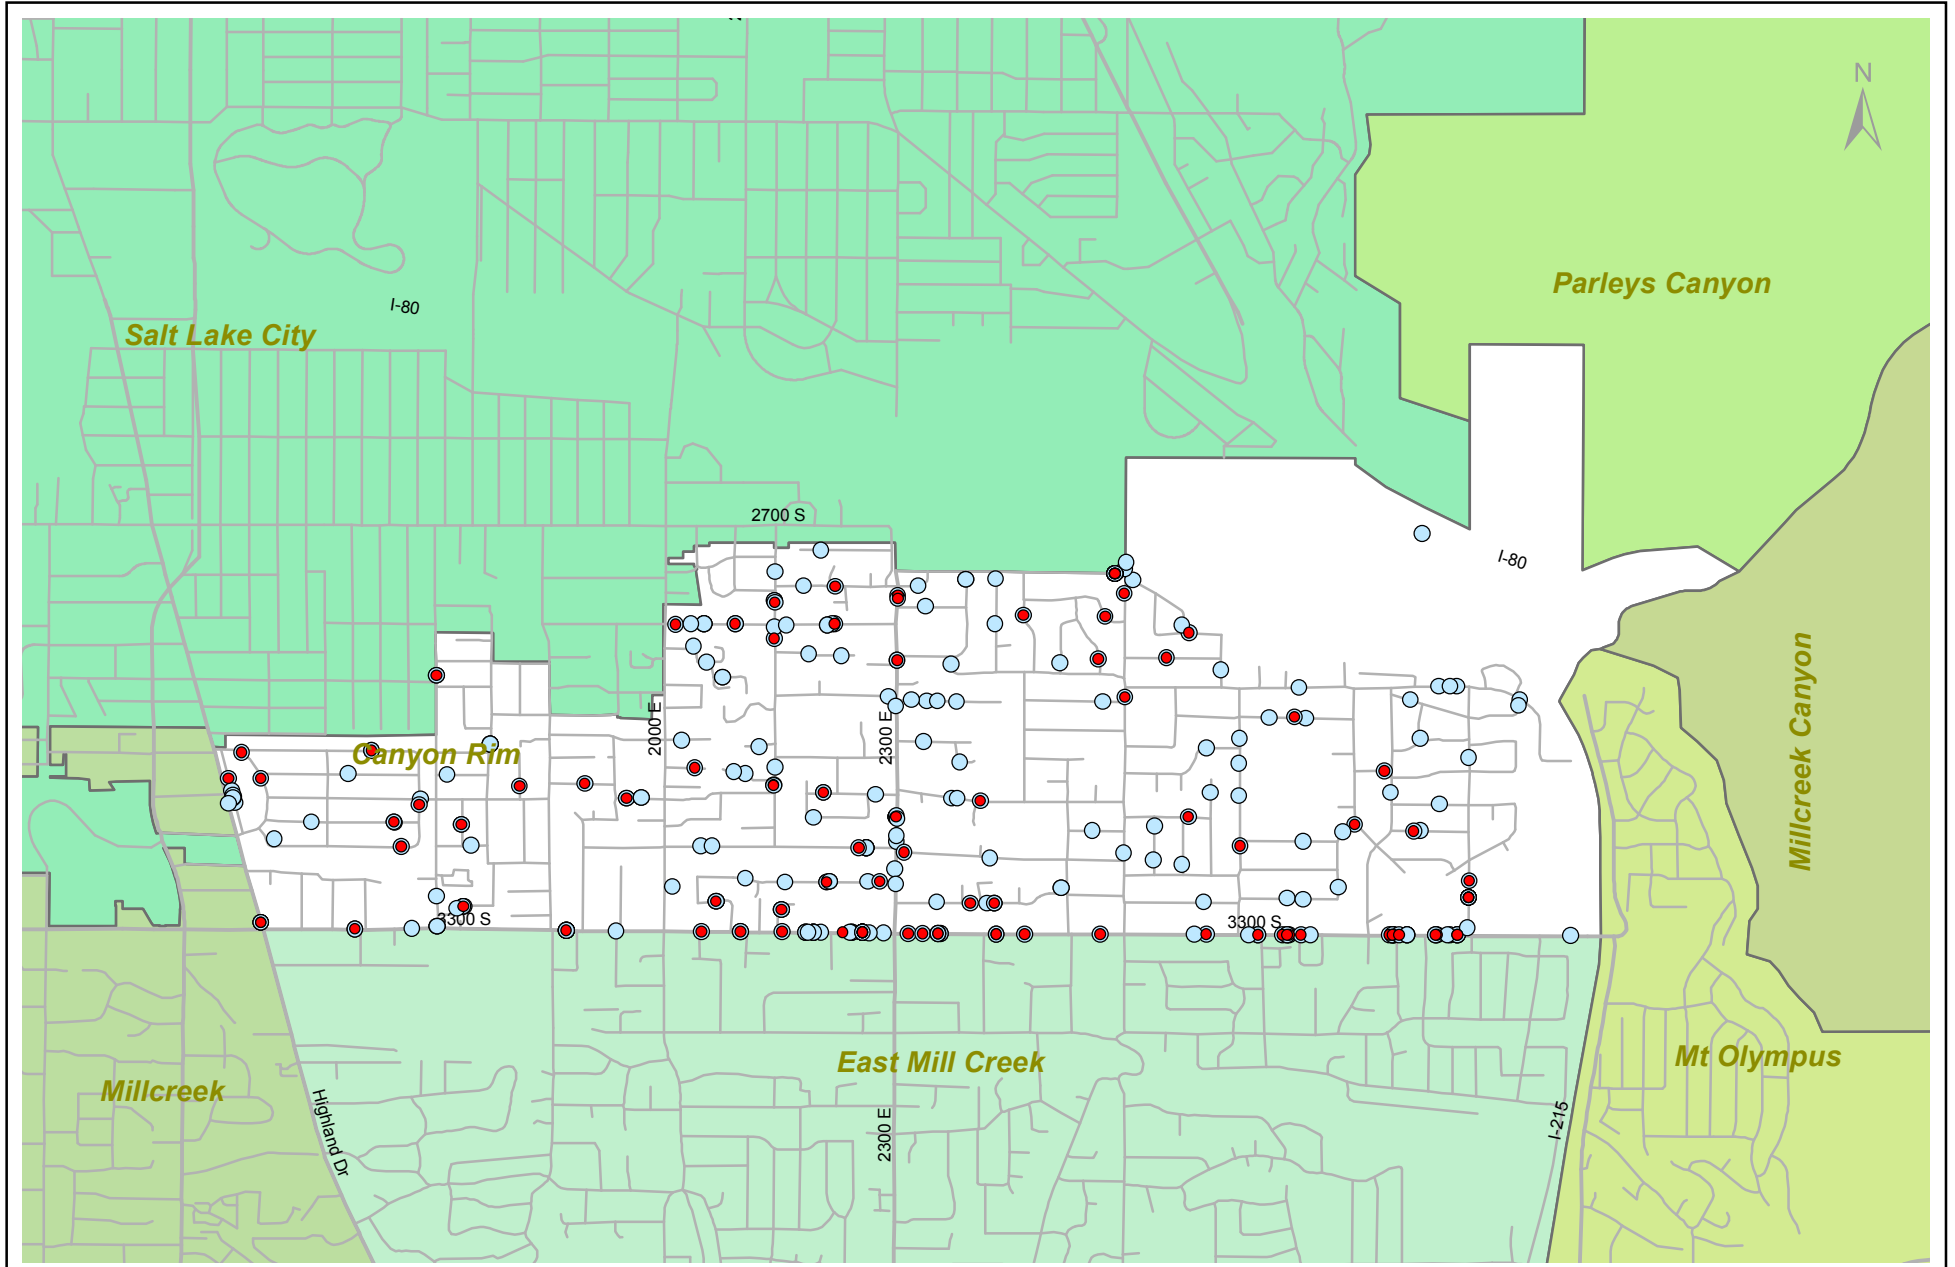 N
Parleys Canyon
I-80
Salt Lake City
2700 S
I-80
2000 E
2300 E
Canyon Rim
Millcreek Canyon
3300 S
3300 S
East Mill Creek
Mt Olympus
Millcreek
Highland Dr
2300 E
I-215